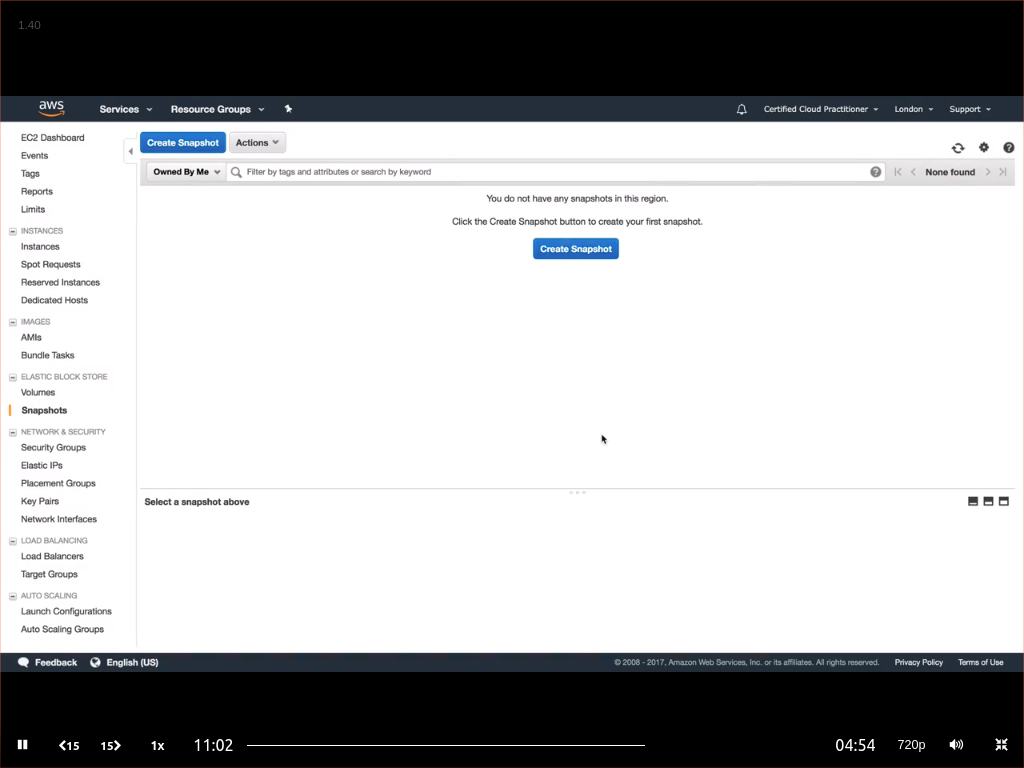 1.40
aws Services Resource Groups Certified Cloud Practitioner London Support
EC2 Dashboard
Events
Tags
Reports
Limits
INSTANCES
Instances
Spot Requests
Reserved Instances
Dedicated Hosts
IMAGES
AMIs
Bundle Tasks
ELASTIC BLOCK STORE
Volumes
Snapshots
NETWORK & SECURITY
Security Groups
Elastic IPs
Placement Groups
Key Pairs
Network Interfaces
LOAD BALANCING
Load Balancers
Target Groups
AUTO SCALING
Launch Configurations
Auto Scaling Groups
Create Snapshot Actions
Owned By Me Filter by tags and attributes or search by keyword None found
You do not have any snapshots in this region.
Click the Create Snapshot button to create your first snapshot.
Create Snapshot
Select a snapshot above
Feedback English (US) © 2008 - 2017, Amazon Web Services, Inc. or its affiliates. All rights reserved. Privacy Policy Terms of Use
15 15 1x 11:02 04:54 720p